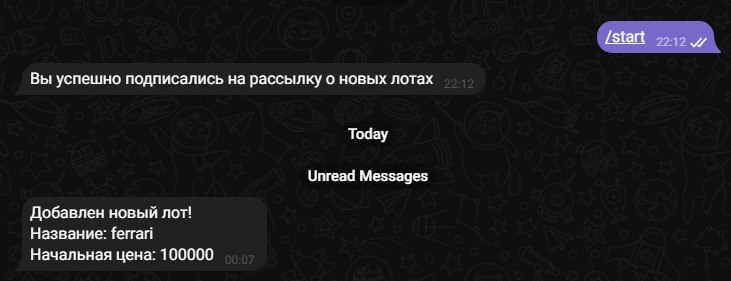 /start 22:12
Вы успешно подписались на рассылку о новых лотах 22:12
Today
Unread Messages
Добавлен новый лот!
Название: ferrari
Начальная цена: 100000 00:07